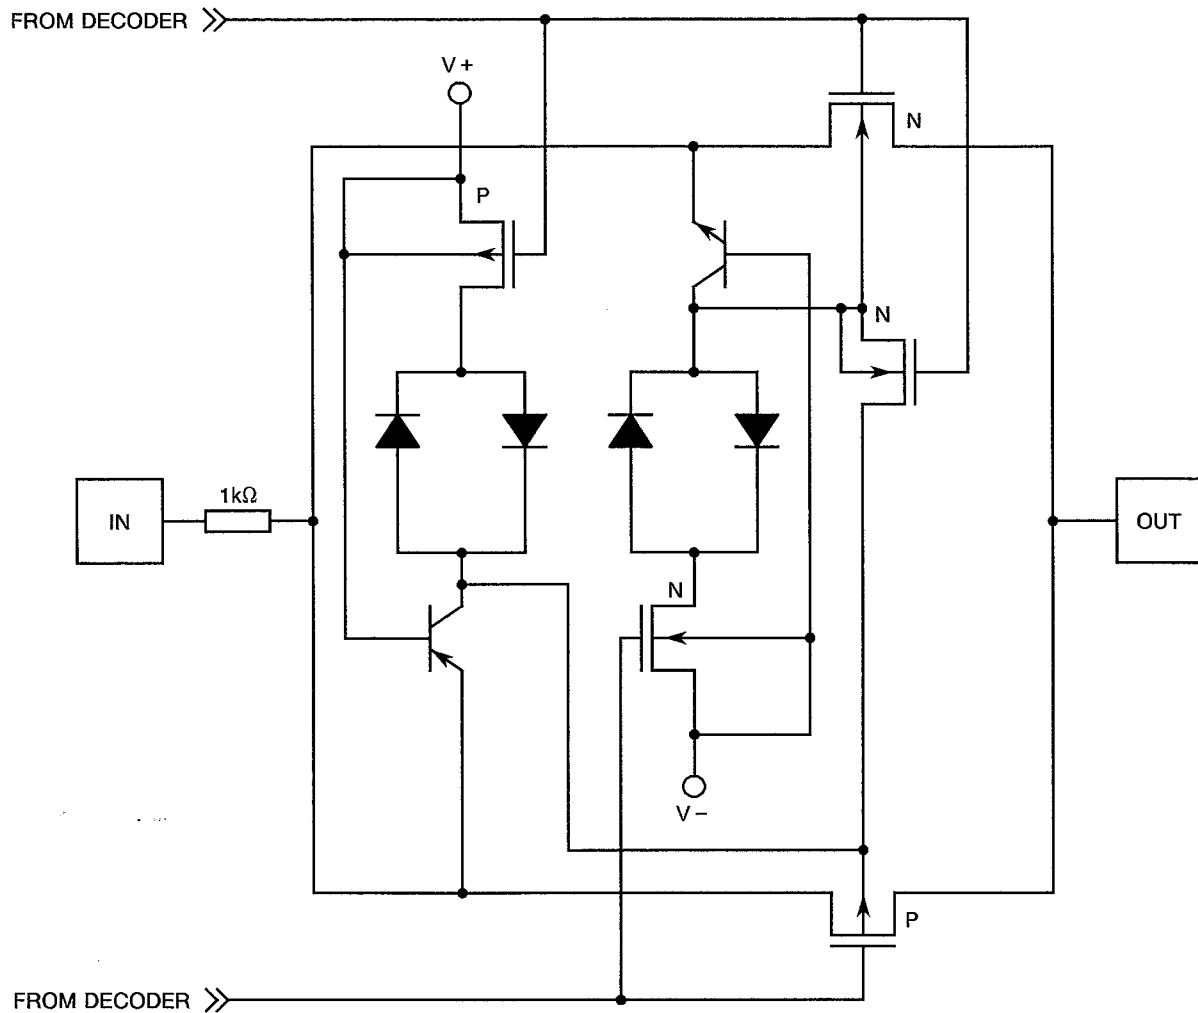 FROM DECODER
V+
N
P
N
1kΩ
IN
OUT
N
V−
P
FROM DECODER